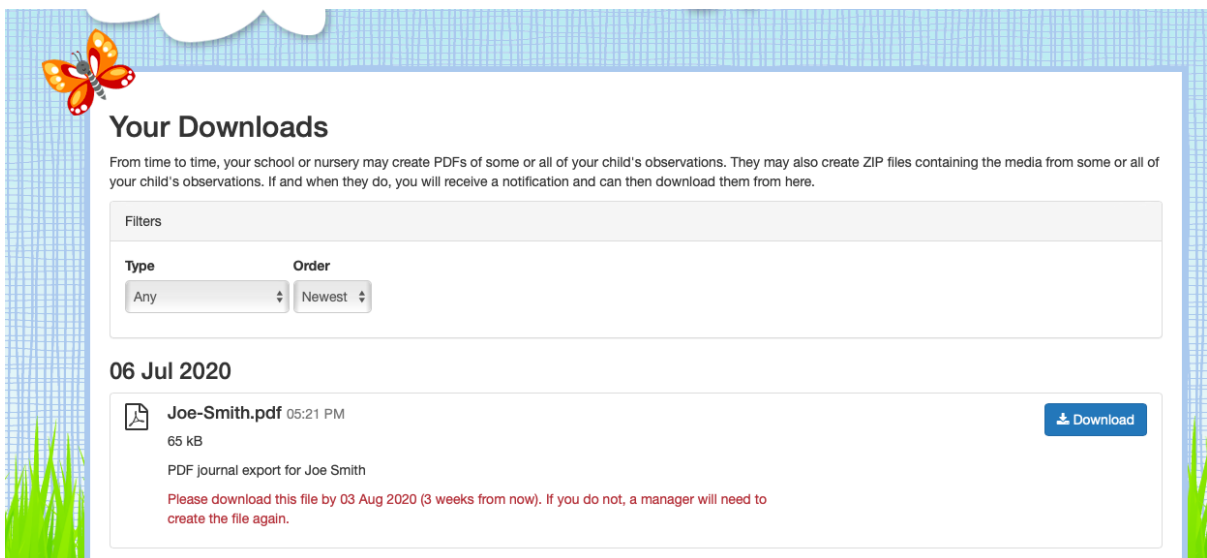 Your Downloads
From time to time, your school or nursery may create PDFs of some or all of your child's observations. They may also create ZIP files containing the media from some or all of
your child's observations. If and when they do, you will receive a notification and can then download them from here.
Filters
Type Order
Any Newest
06 Jul 2020
Joe-Smith.pdf 05:21 PM Download
65 kB
PDF journal export for Joe Smith
Please download this file by 03 Aug 2020 (3 weeks from now). If you do not, a manager will need to
create the file again.